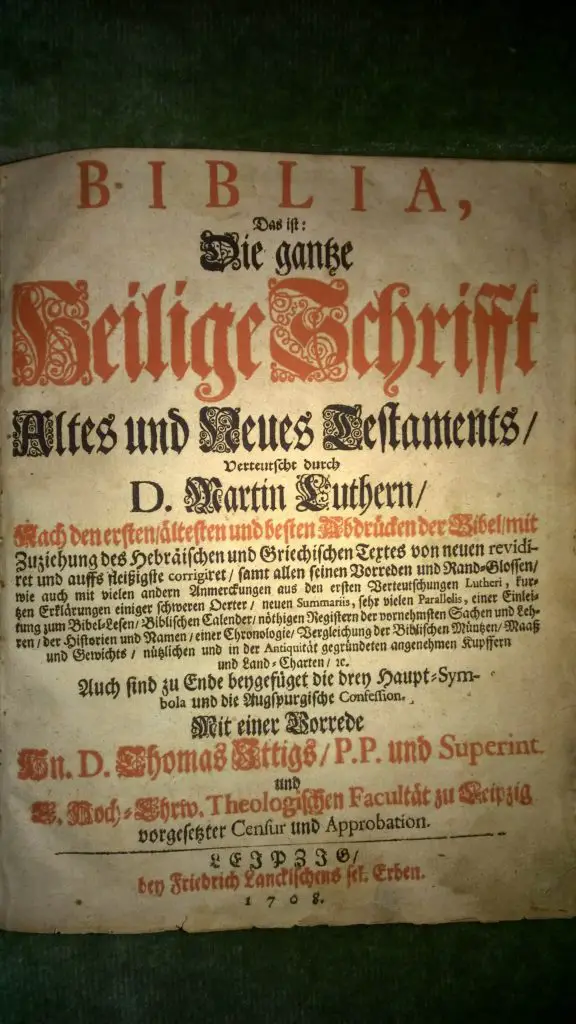 BIBLIA,
Das ist:
Die gantze
Heilige Schrifft
Altes und Neues Testaments/
Verteutscht durch
D. Martin Luthern/
Nach den ersten/ältesten und besten Abdrücken der Bibel/mit
Zuziehung des Hebräischen und Griechischen Textes von neuen revidi-
ret und auffs fleißigste corrigiret/ samt allen seinen Vorreden und Rand-Glossen/
wie auch mit vielen andern Anmerckungen aus den ersten Verteutschungen Lutheri, kur-
tzen Erklärungen einiger schweren Oerter/ neuen Summariis, sehr vielen Parallelis, einer Einlei-
tung zum Bibel-Lesen/ Biblischen Calender/ nöthigen Registern der vornehmsten Sachen und Leh-
ren/ der Historien und Namen/ einer Chronologie/ Vergleichung der Biblischen Müntzen/ Maaß
und Gewichts/ nützlichen und in der Antiquität gegründeten angenehmen Kupffern
und Land-Charten/ ꝛc.
Auch sind zu Ende beygefüget die drey Haupt-Sym-
bola und die Augspurgische Confession.
Mit einer Vorrede
Hn. D. Thomas Ittigs/ P.P. und Superint.
und
E. Hoch-Ehrw. Theologischen Facultät zu Leipzig
vorgesetzter Censur und Approbation.
LEIPZIG/
bey Friedrich Lanckischens sel. Erben.
1708.